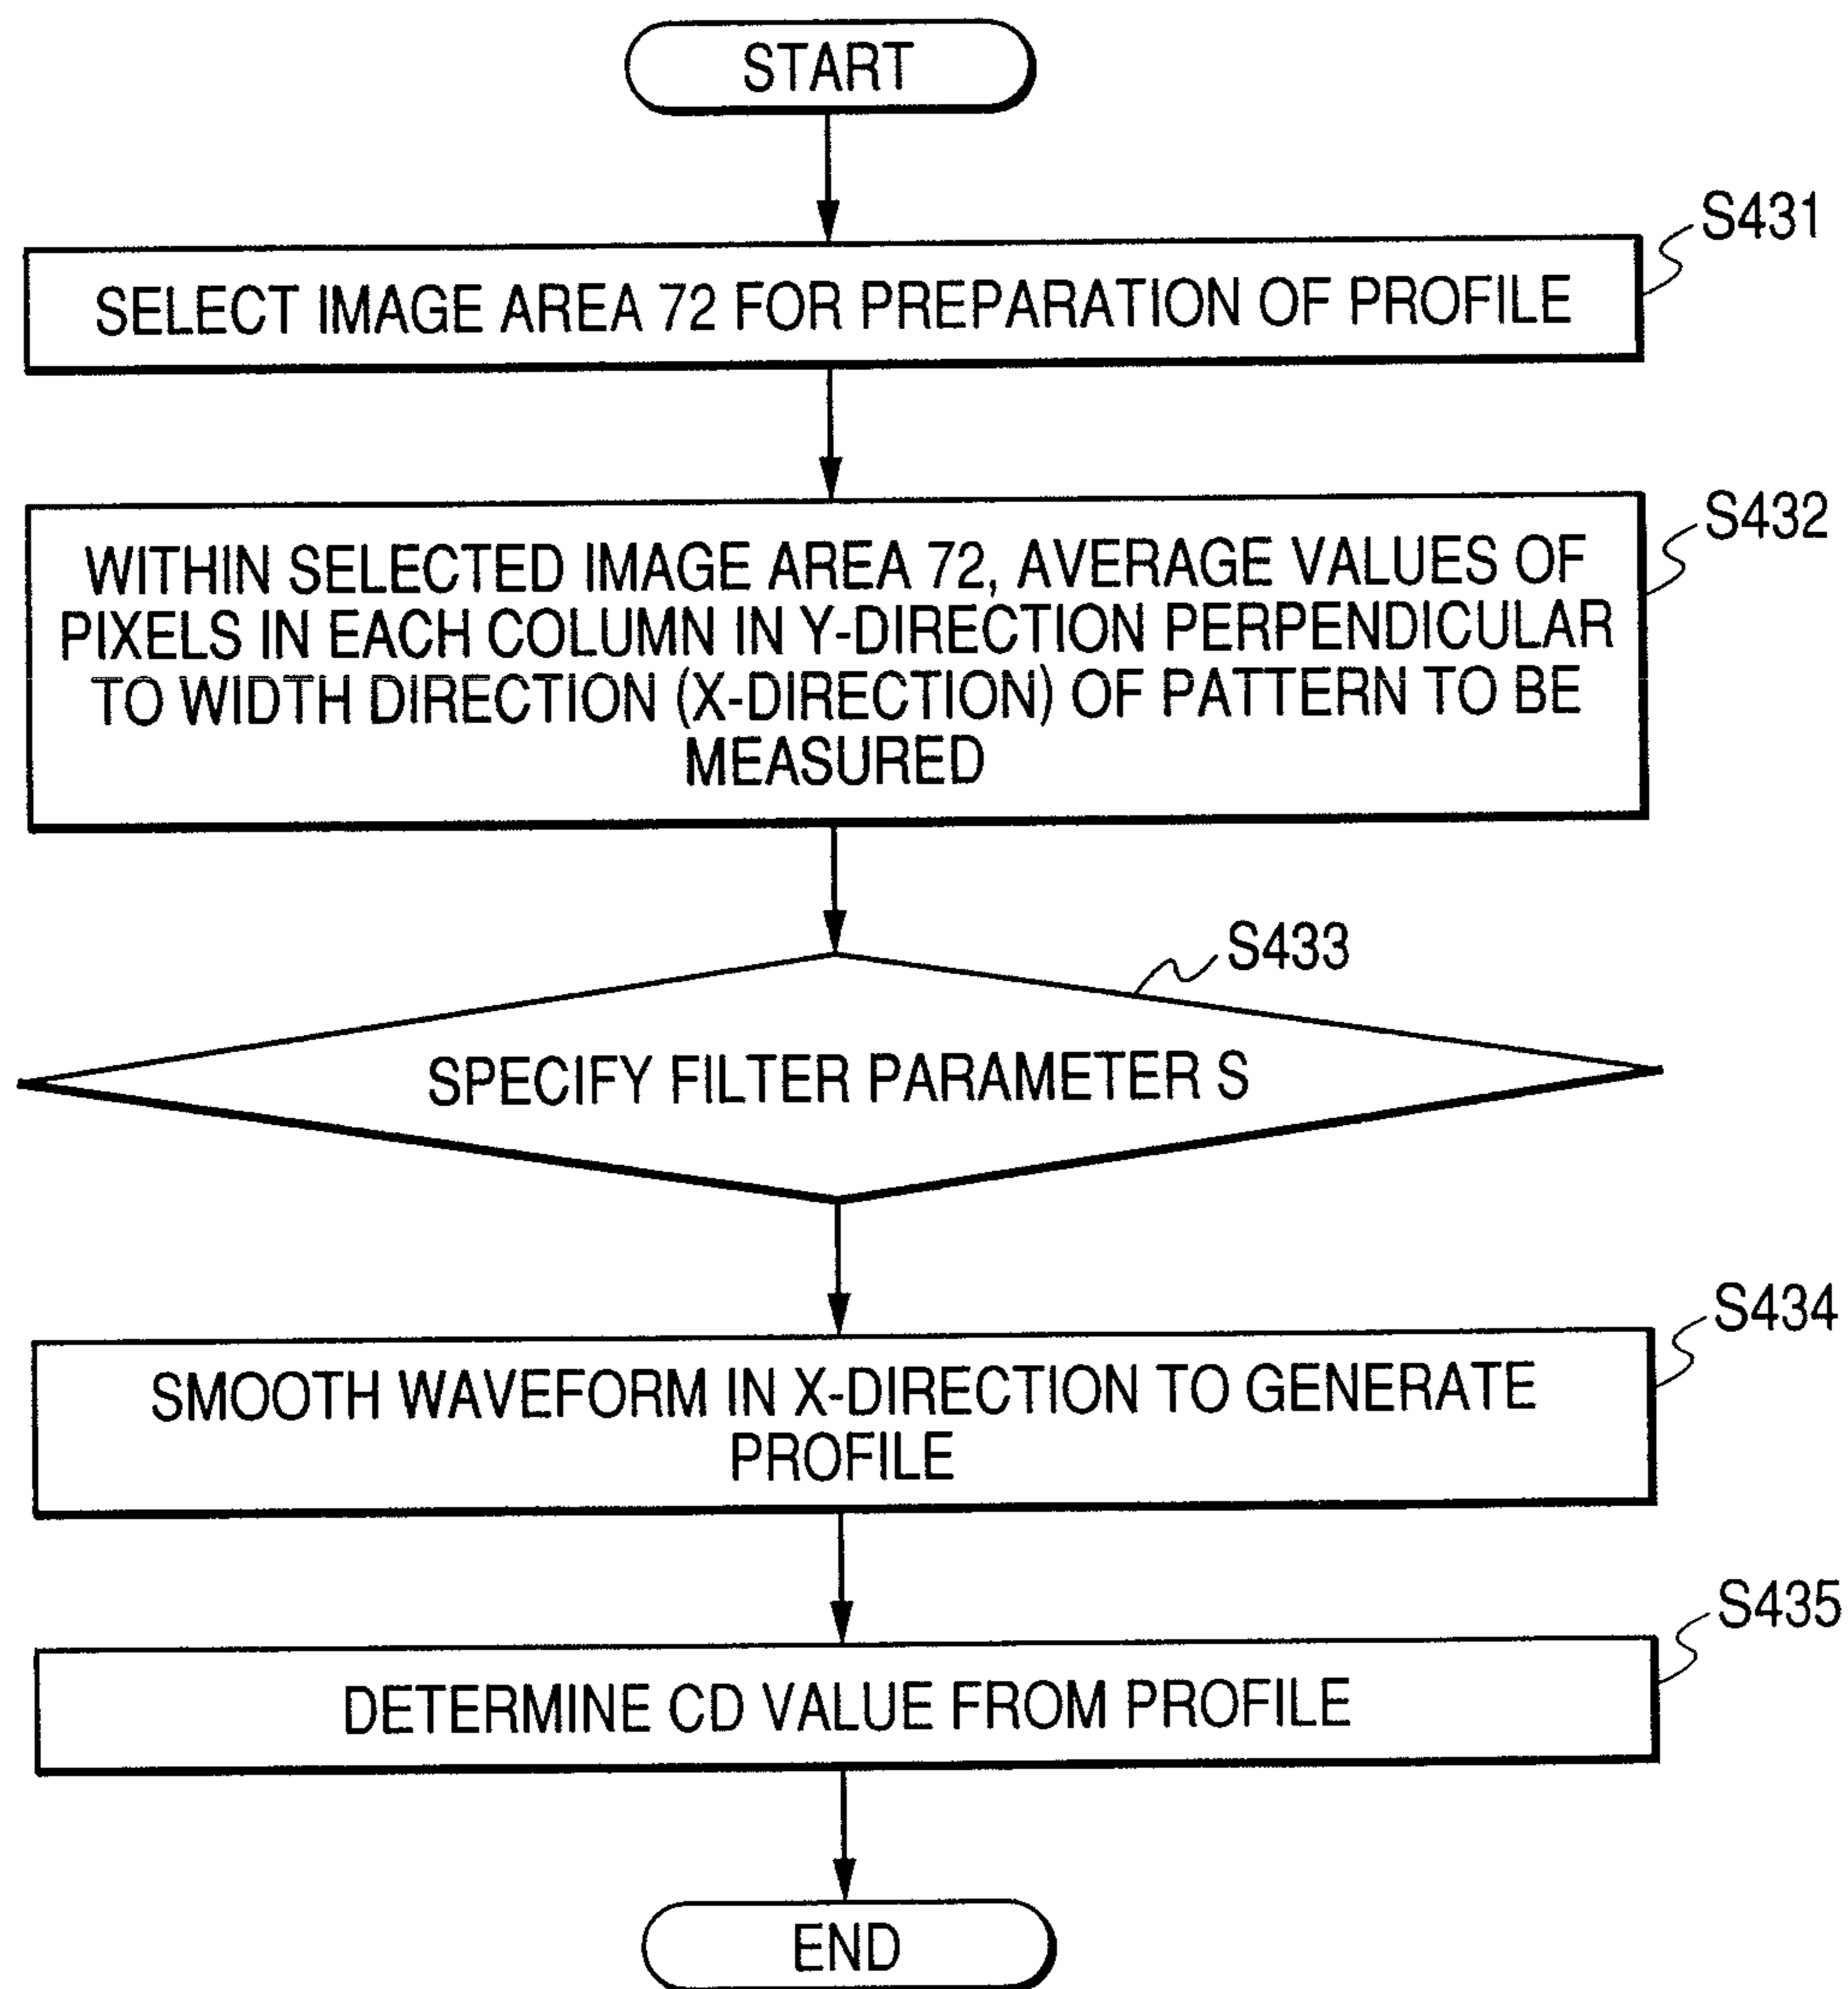 START
S431
SELECT IMAGE AREA 72 FOR PREPARATION OF PROFILE
S432
WITHIN SELECTED IMAGE AREA 72, AVERAGE VALUES OF
PIXELS IN EACH COLUMN IN Y-DIRECTION PERPENDICULAR
TO WIDTH DIRECTION (X-DIRECTION) OF PATTERN TO BE
MEASURED
S433
SPECIFY FILTER PARAMETER S
S434
SMOOTH WAVEFORM IN X-DIRECTION TO GENERATE
PROFILE
S435
DETERMINE CD VALUE FROM PROFILE
END